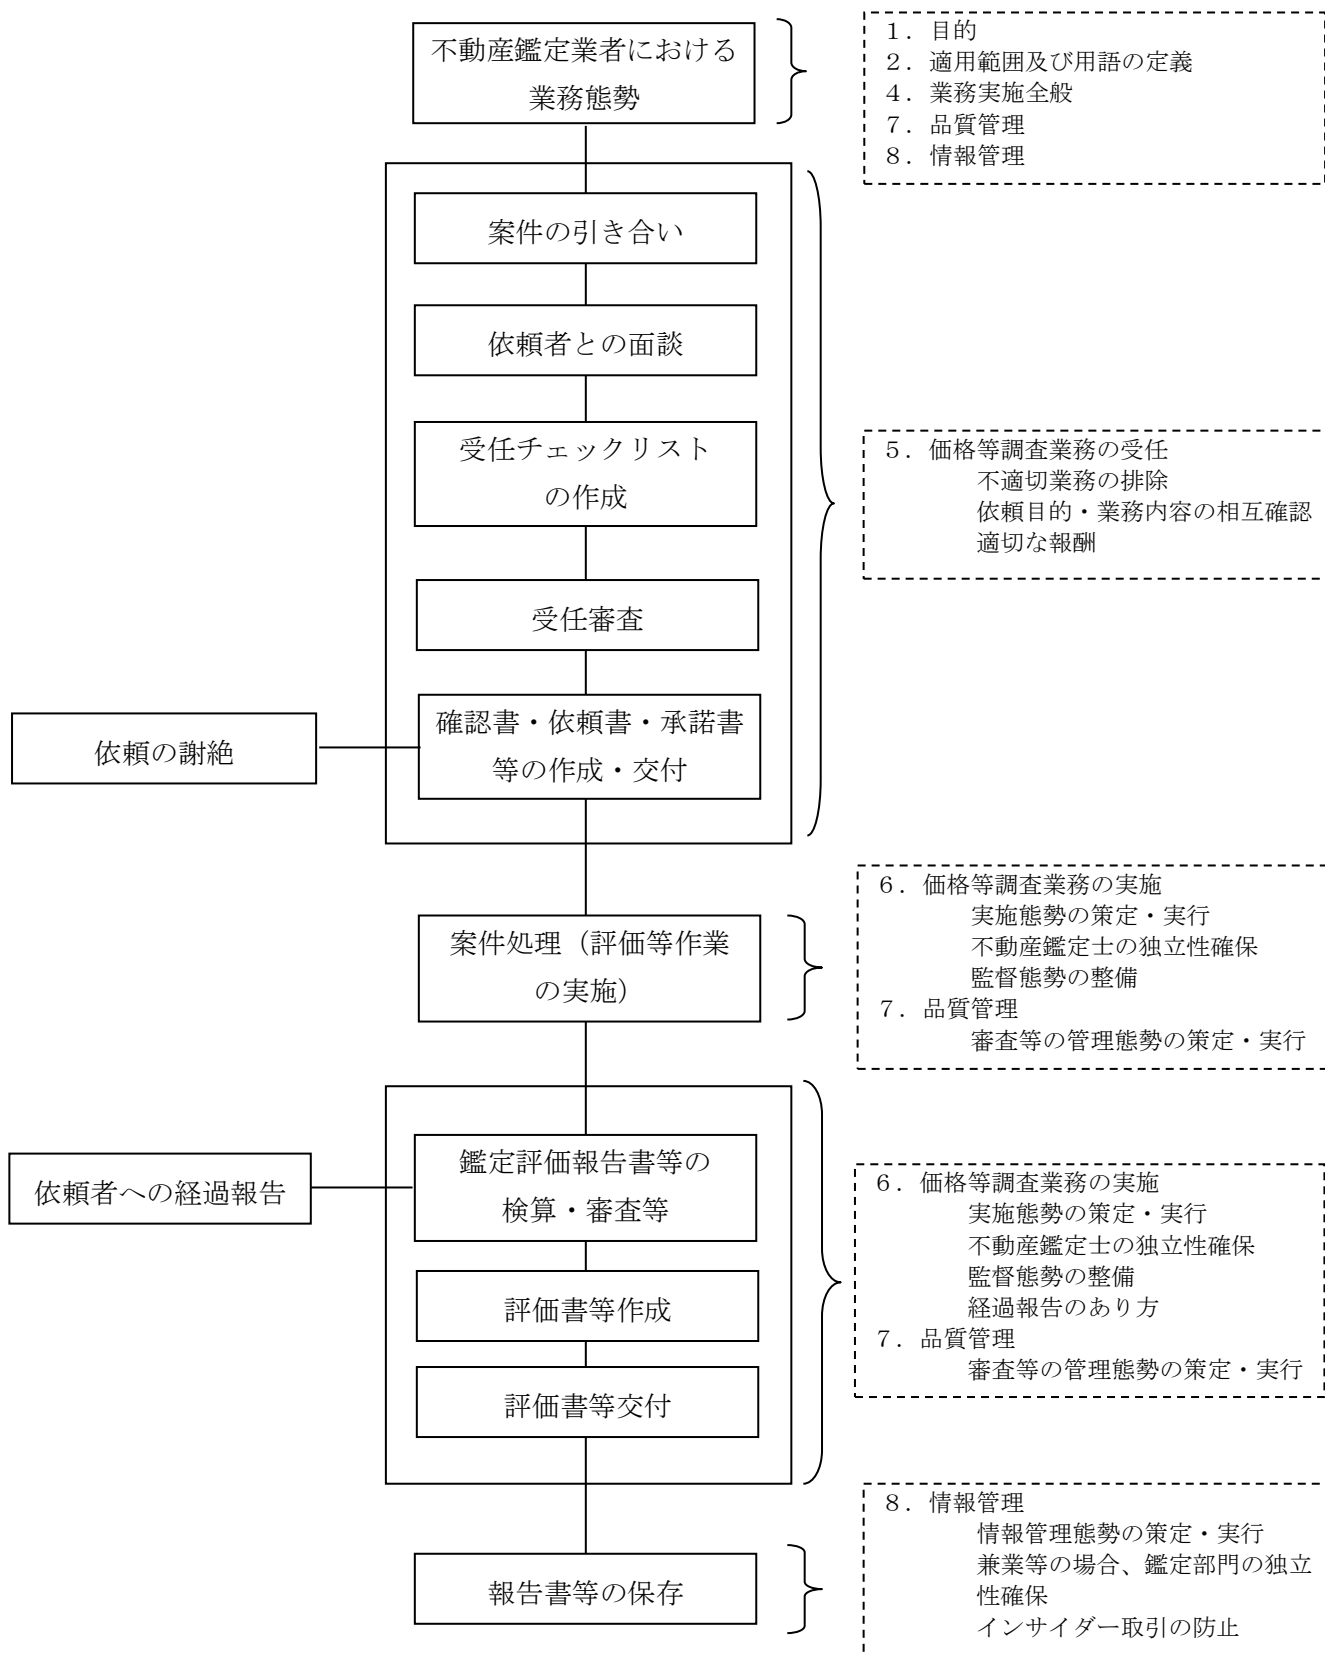 不動産鑑定業者における
業務態勢
１．目的
２．適用範囲及び用語の定義
４．業務実施全般
７．品質管理
８．情報管理
案件の引き合い
依頼者との面談
受任チェックリスト
の作成
受任審査
確認書・依頼書・承諾書
等の作成・交付
依頼の謝絶
５．価格等調査業務の受任
不適切業務の排除
依頼目的・業務内容の相互確認
適切な報酬
案件処理（評価等作業
の実施）
６．価格等調査業務の実施
実施態勢の策定・実行
不動産鑑定士の独立性確保
監督態勢の整備
７．品質管理
審査等の管理態勢の策定・実行
鑑定評価報告書等の
検算・審査等
依頼者への経過報告
評価書等作成
評価書等交付
６．価格等調査業務の実施
実施態勢の策定・実行
不動産鑑定士の独立性確保
監督態勢の整備
経過報告のあり方
７．品質管理
審査等の管理態勢の策定・実行
報告書等の保存
８．情報管理
情報管理態勢の策定・実行
兼業等の場合、鑑定部門の独立
性確保
インサイダー取引の防止